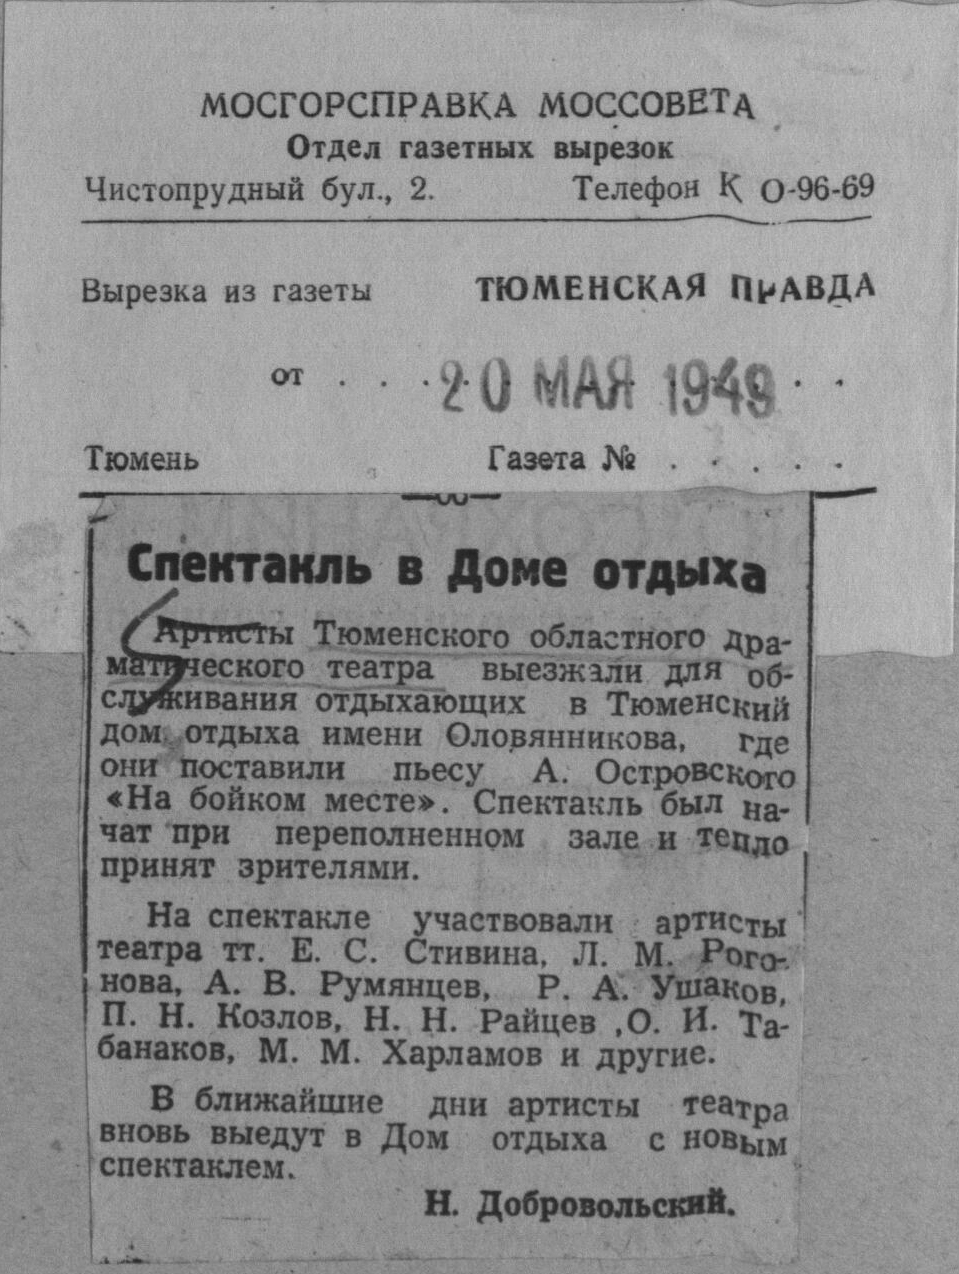 МОСГОРСПРАВКА МОССОВЕТА
Отдел газетных вырезок
Чистопрудный бул., 2. Телефон К 0-96-69
Вырезка из газеты ТЮМЕНСКАЯ ПРАВДА
от . . . 20 МАЯ 1949 . .
Тюмень Газета № . . . . .
Спектакль в Доме отдыха
Артисты Тюменского областного дра-
матического театра выезжали для об-
служивания отдыхающих в Тюменский
дом отдыха имени Оловянникова, где
они поставили пьесу А. Островского
«На бойком месте». Спектакль был на-
чат при переполненном зале и тепло
принят зрителями.
На спектакле участвовали артисты
театра тт. Е. С. Стивина, Л. М. Рого-
нова, А. В. Румянцев, Р. А. Ушаков,
П. Н. Козлов, Н. Н. Райцев ,О. И. Та-
банаков, М. М. Харламов и другие.
В ближайшие дни артисты театра
вновь выедут в Дом отдыха с новым
спектаклем.
Н. Добровольский.